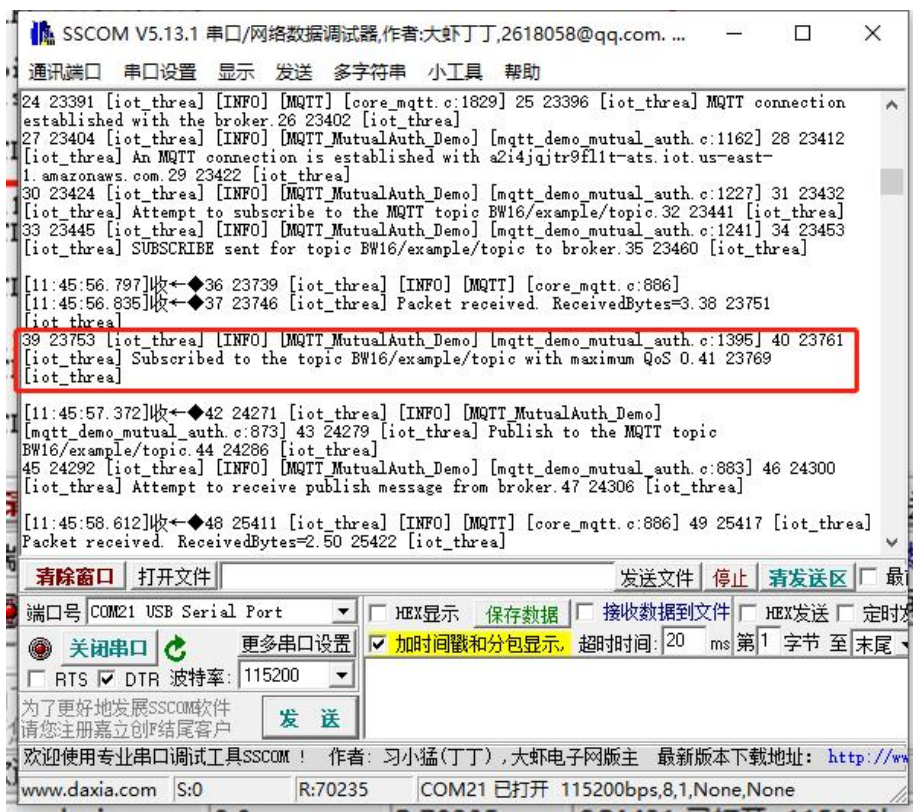 SSCOM V5.13.1 串口/网络数据调试器,作者:大虾丁丁,2618058@qq.com. ...
通讯端口 串口设置 显示 发送 多字符串 小工具 帮助
24 23391 [iot_threa] [INFO] [MQTT] [core_mqtt.c:1829] 25 23396 [iot_threa] MQTT connection
established with the broker.26 23402 [iot_threa]
27 23404 [iot_threa] [INFO] [MQTT_MutualAuth_Demo] [mqtt_demo_mutual_auth.c:1162] 28 23412
[iot_threa] An MQTT connection is established with a2i4jqjtr9fl1t-ats.iot.us-east-
1.amazonaws.com.29 23422 [iot_threa]
30 23424 [iot_threa] [INFO] [MQTT_MutualAuth_Demo] [mqtt_demo_mutual_auth.c:1227] 31 23432
[iot_threa] Attempt to subscribe to the MQTT topic BW16/example/topic.32 23441 [iot_threa]
33 23445 [iot_threa] [INFO] [MQTT_MutualAuth_Demo] [mqtt_demo_mutual_auth.c:1241] 34 23453
[iot_threa] SUBSCRIBE sent for topic BW16/example/topic to broker.35 23460 [iot_threa]
[11:45:56.797]收←◆36 23739 [iot_threa] [INFO] [MQTT] [core_mqtt.c:886]
[11:45:56.835]收←◆37 23746 [iot_threa] Packet received. ReceivedBytes=3.38 23751
[iot_threa]
39 23753 [iot_threa] [INFO] [MQTT_MutualAuth_Demo] [mqtt_demo_mutual_auth.c:1395] 40 23761
[iot_threa] Subscribed to the topic BW16/example/topic with maximum QoS 0.41 23769
[iot_threa]
[11:45:57.372]收←◆42 24271 [iot_threa] [INFO] [MQTT_MutualAuth_Demo]
[mqtt_demo_mutual_auth.c:873] 43 24279 [iot_threa] Publish to the MQTT topic
BW16/example/topic.44 24286 [iot_threa]
45 24292 [iot_threa] [INFO] [MQTT_MutualAuth_Demo] [mqtt_demo_mutual_auth.c:883] 46 24300
[iot_threa] Attempt to receive publish message from broker.47 24306 [iot_threa]
[11:45:58.612]收←◆48 25411 [iot_threa] [INFO] [MQTT] [core_mqtt.c:886] 49 25417 [iot_threa]
Packet received. ReceivedBytes=2.50 25422 [iot_threa]
清除窗口 打开文件 发送文件 停止 清发送区 最
端口号 COM21 USB Serial Port HEX显示 保存数据 接收数据到文件 HEX发送 定时发
关闭串口 更多串口设置 加时间戳和分包显示, 超时时间: 20 ms 第1 字节 至 末尾
RTS DTR 波特率: 115200
为了更好地发展SSCOM软件
请您注册嘉立创F结尾客户 发 送
欢迎使用专业串口调试工具SSCOM ! 作者: 习小猛(丁丁) ,大虾电子网版主 最新版本下载地址: http://ww
www.daxia.com S:0 R:70235 COM21 已打开 115200bps,8,1,None,None